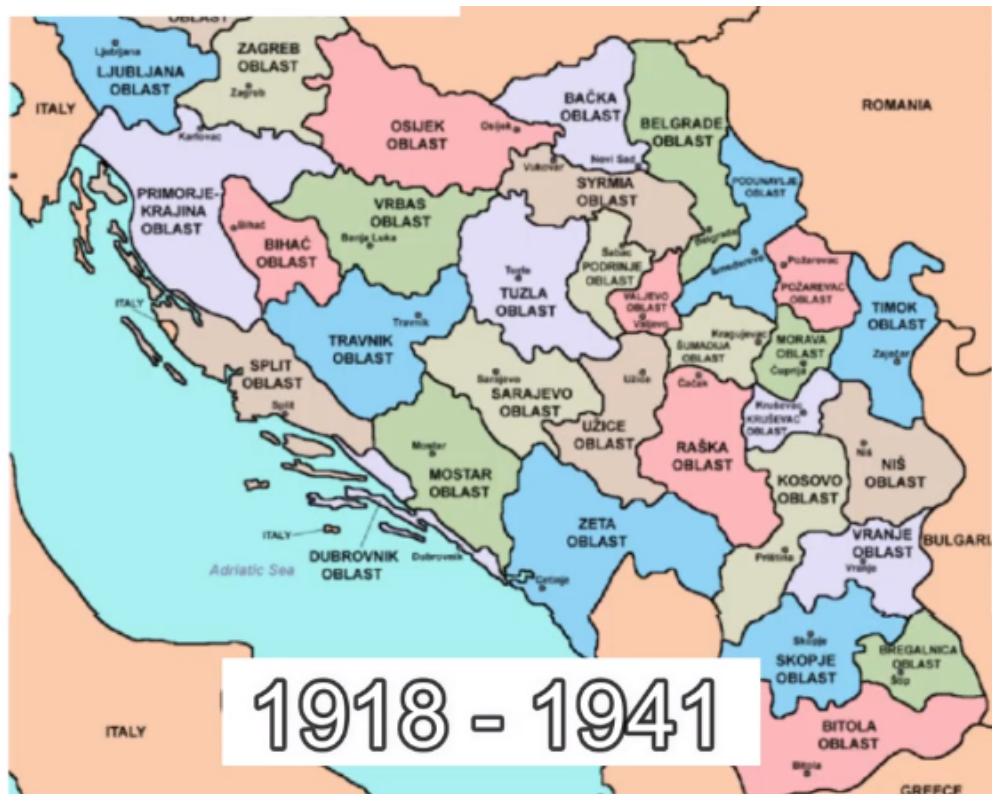 OBLAST
Ljubljana
LJUBLJANA
OBLAST
ZAGREB
OBLAST
Zagreb
ITALY
Karlovac
OSIJEK
OBLAST
Osijek
BAČKA
OBLAST
Novi Sad
BELGRADE
OBLAST
Belgrade
ROMANIA
Vukovar
SYRMIA
OBLAST
PODUNAVLJE
OBLAST
Smederevo
PRIMORJE-
KRAJINA
OBLAST
Bihać
BIHAĆ
OBLAST
VRBAS
OBLAST
Banja Luka
Tuzla
TUZLA
OBLAST
Šabac
PODRINJE
OBLAST
VALJEVO
OBLAST
Valjevo
Požarevac
POŽAREVAC
OBLAST
TIMOK
OBLAST
Zaječar
ITALY
Travnik
TRAVNIK
OBLAST
Kragujevac
ŠUMADIJA
OBLAST
MORAVA
OBLAST
Ćuprija
SPLIT
OBLAST
Split
Sarajevo
SARAJEVO
OBLAST
Užice
UŽICE
OBLAST
Čačak
RAŠKA
OBLAST
Kruševac
KRUŠEVAC
OBLAST
Niš
NIŠ
OBLAST
Mostar
MOSTAR
OBLAST
KOSOVO
OBLAST
Priština
ZETA
OBLAST
Cetinje
VRANJE
OBLAST
Vranje
BULGARI
ITALY
DUBROVNIK
OBLAST
Dubrovnik
Adriatic Sea
Skopje
SKOPJE
OBLAST
BREGALNICA
OBLAST
Štip
1918 - 1941
ITALY
BITOLA
OBLAST
Bitola
GREECE